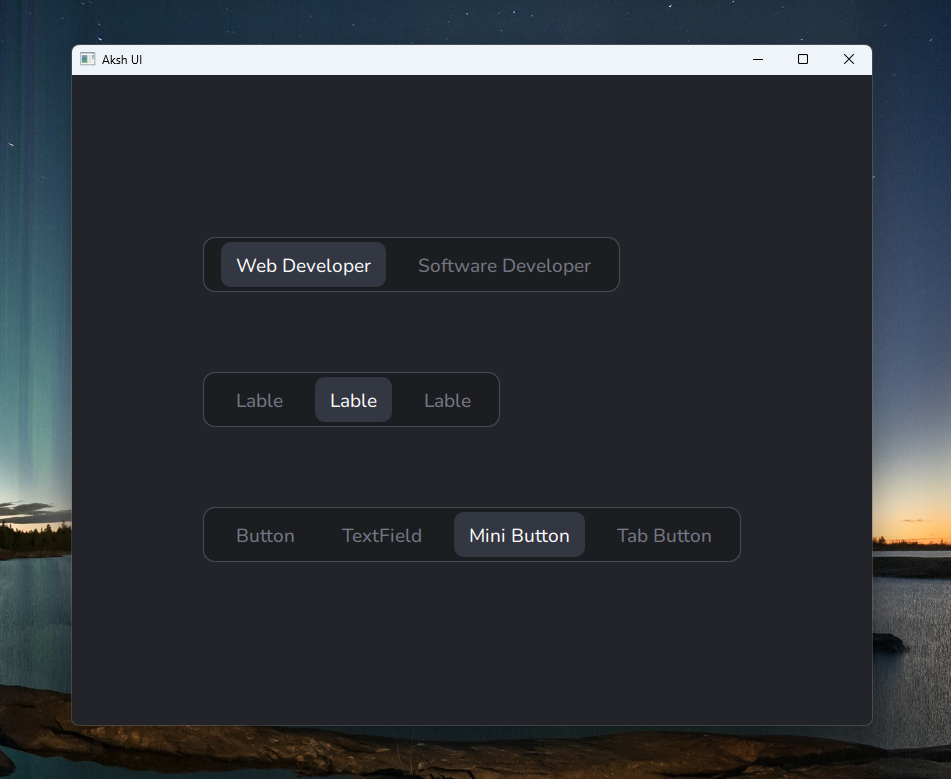 Aksh UI
Web Developer Software Developer
Lable Lable Lable
Button TextField Mini Button Tab Button